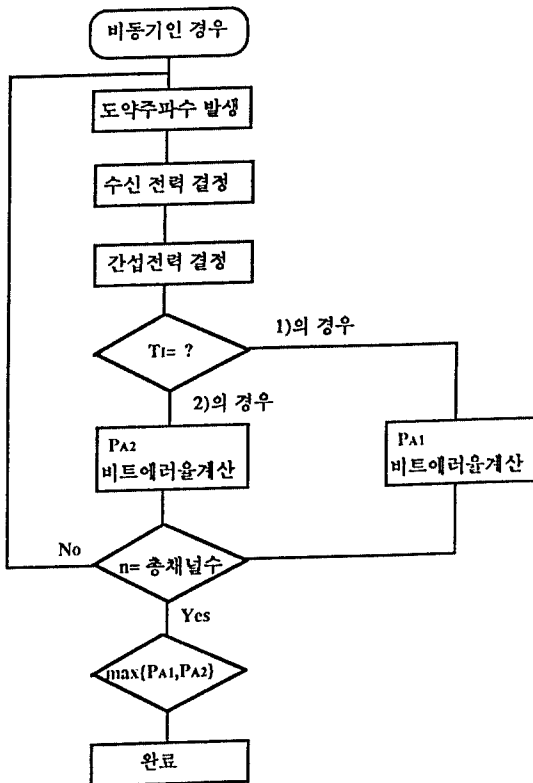 비동기인 경우
도약주파수 발생
수신 전력 결정
간섭전력 결정
TI= ?
1)의 경우
2)의 경우
PA2
비트에러율계산
PA1
비트에러율계산
No
n= 총채널수
Yes
max{PA1,PA2}
완료